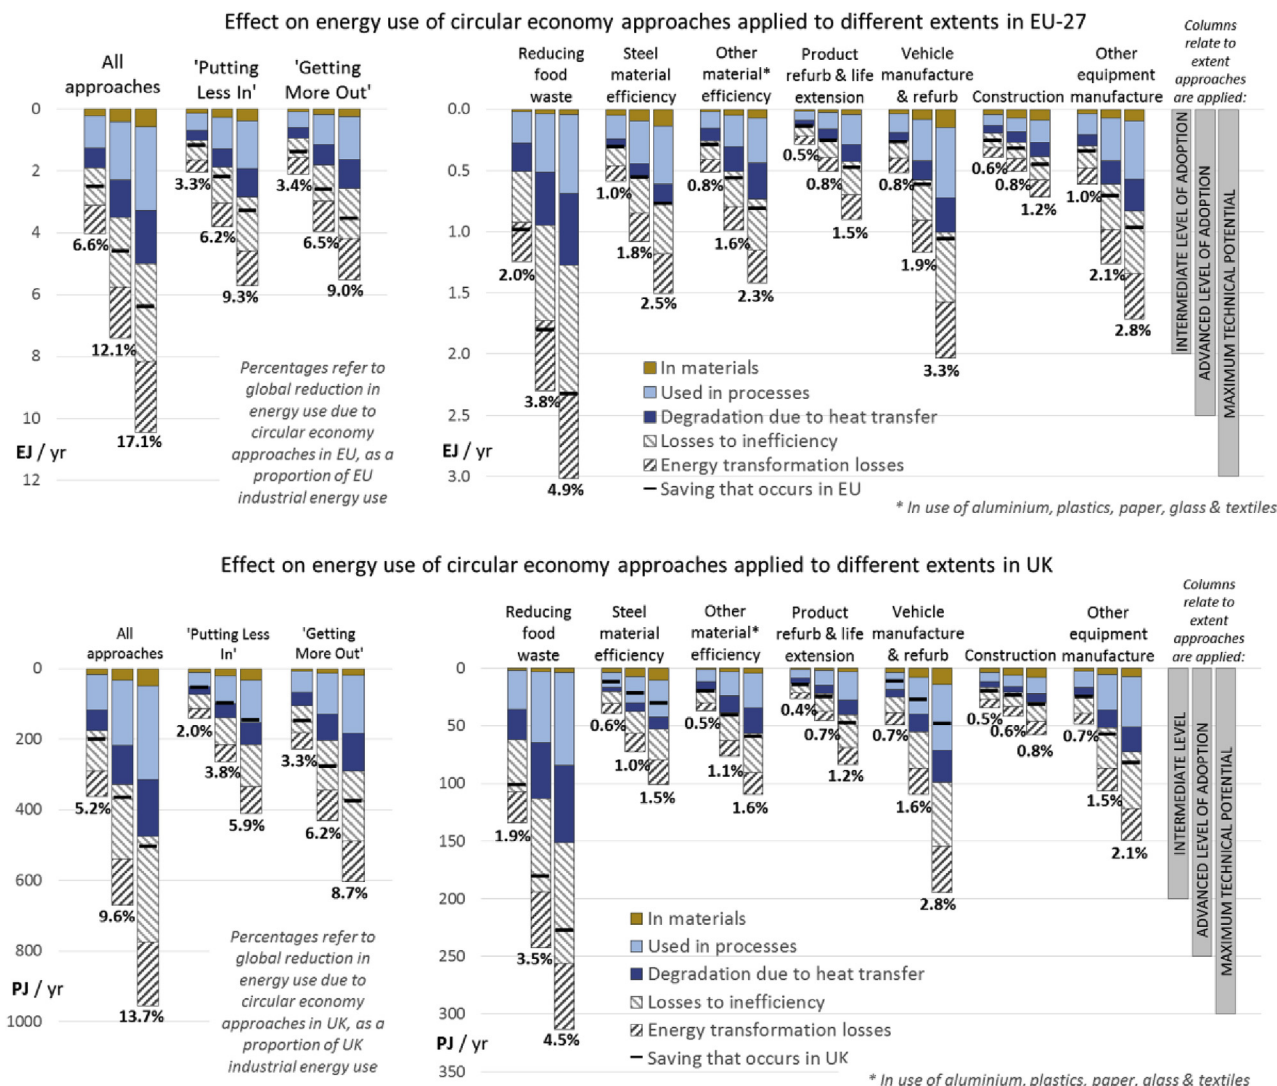 Effect on energy use of circular economy approaches applied to different extents in EU-27
Columns
relate to
extent
approaches
are applied:
All
approaches
'Putting
Less In'
'Getting
More Out'
Reducing
food
waste
Steel
material
efficiency
Other
material*
efficiency
Product
refurb & life
extension
Vehicle
manufacture
& refurb
Construction
Other
equipment
manufacture
0
2
4
6
8
10
12
EJ / yr
6.6%
12.1%
17.1%
3.3%
6.2%
9.3%
3.4%
6.5%
9.0%
Percentages refer to
global reduction in
energy use due to
circular economy
approaches in EU, as a
proportion of EU
industrial energy use
0.0
0.5
1.0
1.5
2.0
2.5
3.0
EJ / yr
2.0%
3.8%
4.9%
1.0%
1.8%
2.5%
0.8%
1.6%
2.3%
0.5%
0.8%
1.5%
0.8%
1.9%
3.3%
0.6%
0.8%
1.2%
1.0%
2.1%
2.8%
In materials
Used in processes
Degradation due to heat transfer
Losses to inefficiency
Energy transformation losses
Saving that occurs in EU
INTERMEDIATE LEVEL OF ADOPTION
ADVANCED LEVEL OF ADOPTION
MAXIMUM TECHNICAL POTENTIAL
* In use of aluminium, plastics, paper, glass & textiles
Effect on energy use of circular economy approaches applied to different extents in UK
Columns
relate to
extent
approaches
are applied:
All
approaches
'Putting Less
In'
'Getting
More Out'
Reducing
food
waste
Steel
material
efficiency
Other
material*
efficiency
Product
refurb & life
extension
Vehicle
manufacture
& refurb
Construction
Other
equipment
manufacture
0
200
400
600
800
1000
PJ / yr
5.2%
9.6%
13.7%
2.0%
3.8%
5.9%
3.3%
6.2%
8.7%
Percentages refer to
global reduction in
energy use due to
circular economy
approaches in UK, as a
proportion of UK
industrial energy use
0
50
100
150
200
250
300
350
PJ / yr
1.9%
3.5%
4.5%
0.6%
1.0%
1.5%
0.5%
1.1%
1.6%
0.4%
0.7%
1.2%
0.7%
1.6%
2.8%
0.5%
0.6%
0.8%
0.7%
1.5%
2.1%
In materials
Used in processes
Degradation due to heat transfer
Losses to inefficiency
Energy transformation losses
Saving that occurs in UK
INTERMEDIATE LEVEL
ADVANCED LEVEL OF ADOPTION
MAXIMUM TECHNICAL POTENTIAL
* In use of aluminium, plastics, paper, glass & textiles